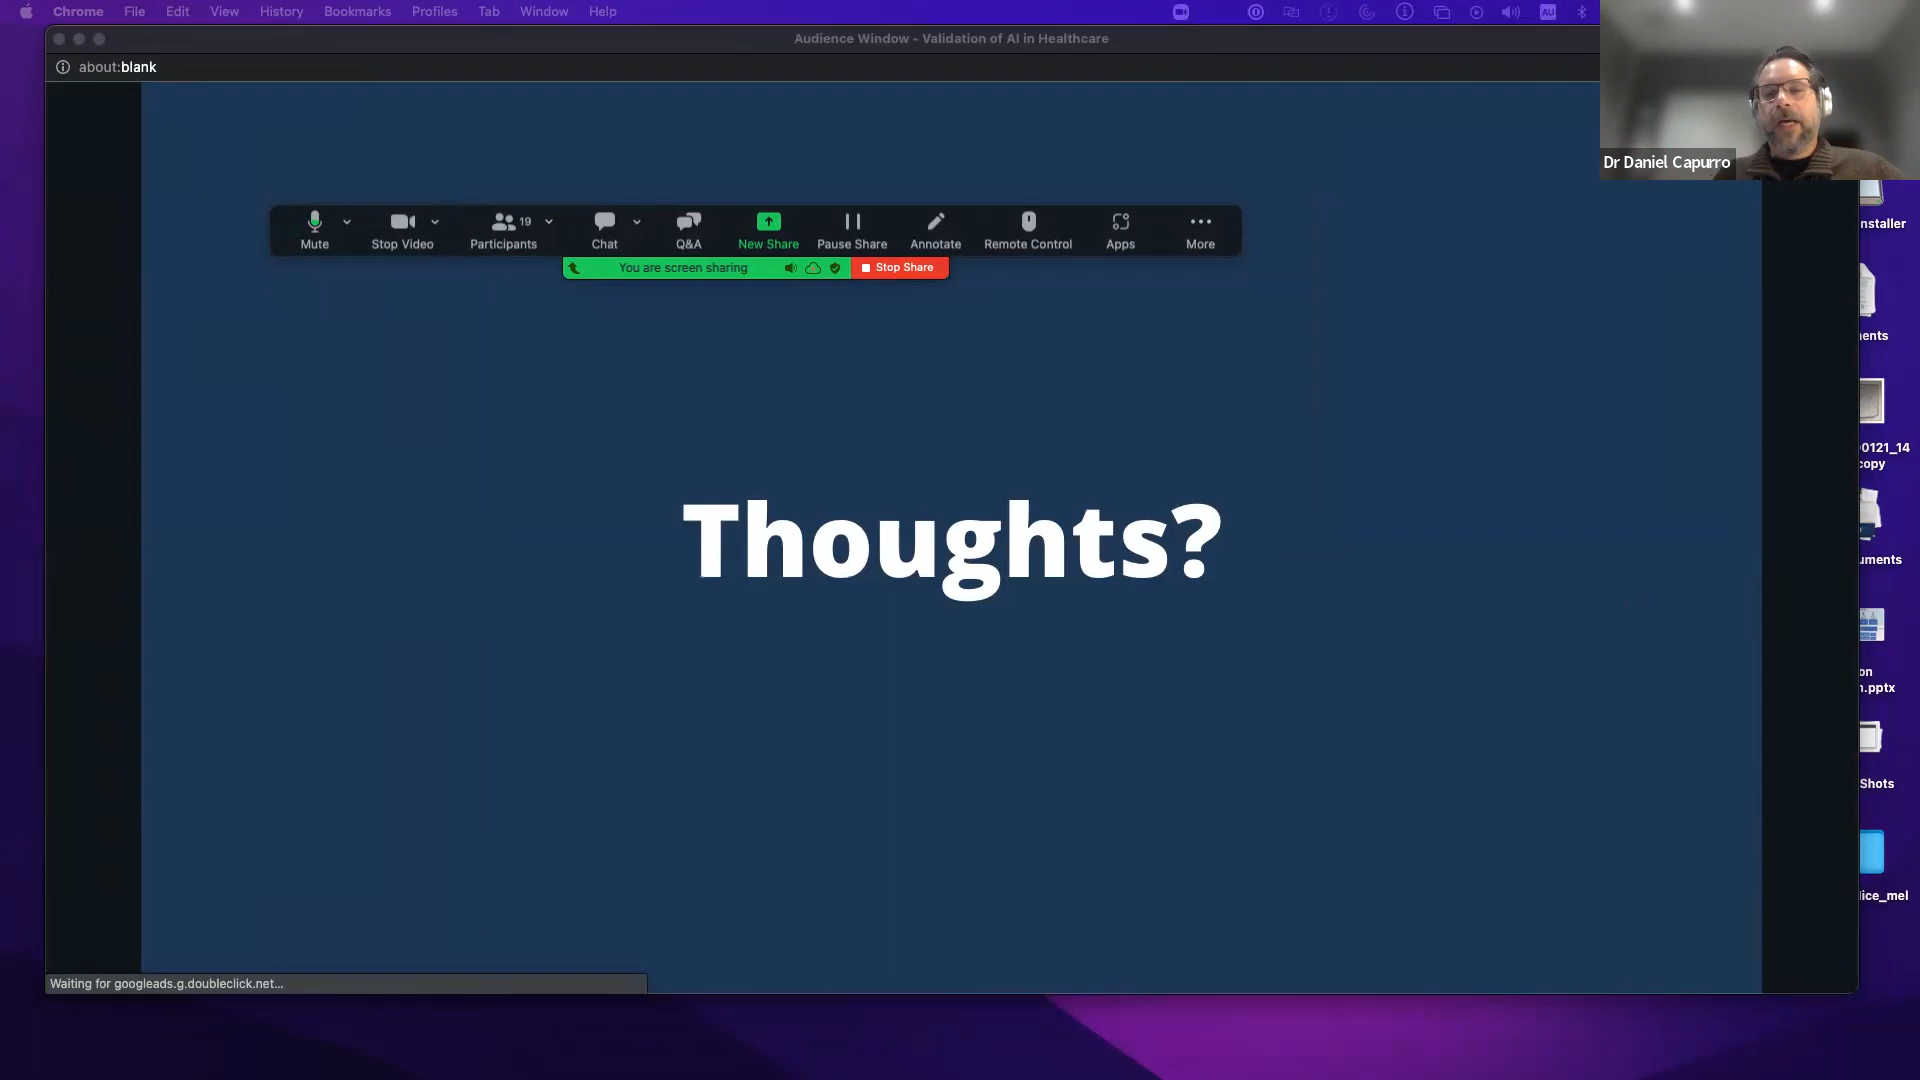 Chrome File Edit View History Bookmarks Profiles Tab Window Help
AU
Audience Window - Validation of AI in Healthcare
about:blank
Dr Daniel Capurro
19
Mute Stop Video Participants Chat Q&A New Share Pause Share Annotate Remote Control Apps More
You are screen sharing Stop Share
nstaller
ents
0121_14
copy
Thoughts?
uments
on
n.pptx
Shots
lice_mel
Waiting for googleads.g.doubleclick.net...